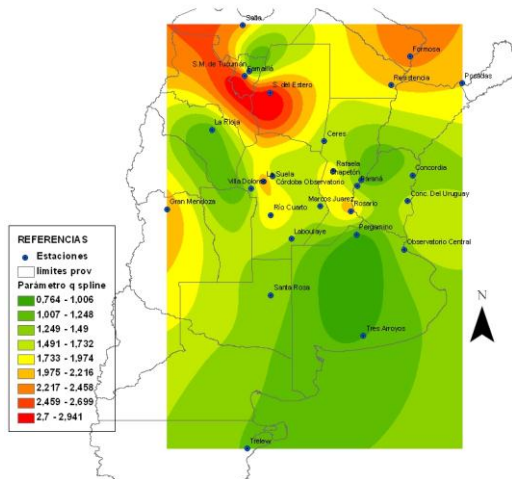 Salta
Formosa
S.M. de Tucumán
Famaillá
Resistencia
Posadas
S. del Estero
La Rioja
Ceres
Rafaela
Concordia
Paraná
La Suela
Villa Dolores
Córdoba Observatorio
Gran Mendoza
Conc. Del Uruguay
Marcos Juarez
Río Cuarto
Rosario
Pergamino
Laboulaye
Observatorio Central
Santa Rosa
Tres Arroyos
Trelew
N
REFERENCIAS
Estaciones
limites prov
Parámetro q spline
0,764 - 1,006
1,007 - 1,248
1,249 - 1,49
1,491 - 1,732
1,733 - 1,974
1,975 - 2,216
2,217 - 2,458
2,459 - 2,699
2,7 - 2,941